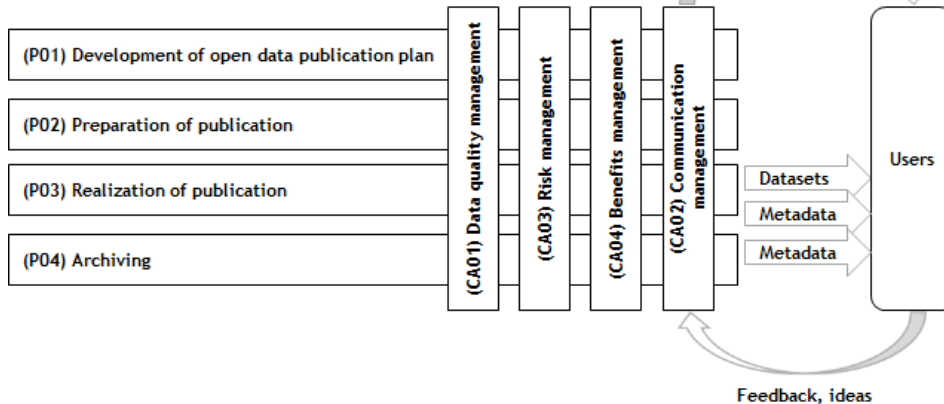 (P01) Development of open data publication plan
(P02) Preparation of publication
(P03) Realization of publication
(P04) Archiving
(CA01) Data quality management
(CA03) Risk management
(CA04) Benefits management
(CA02) Communication
management
Datasets
Metadata
Metadata
Users
Feedback, ideas